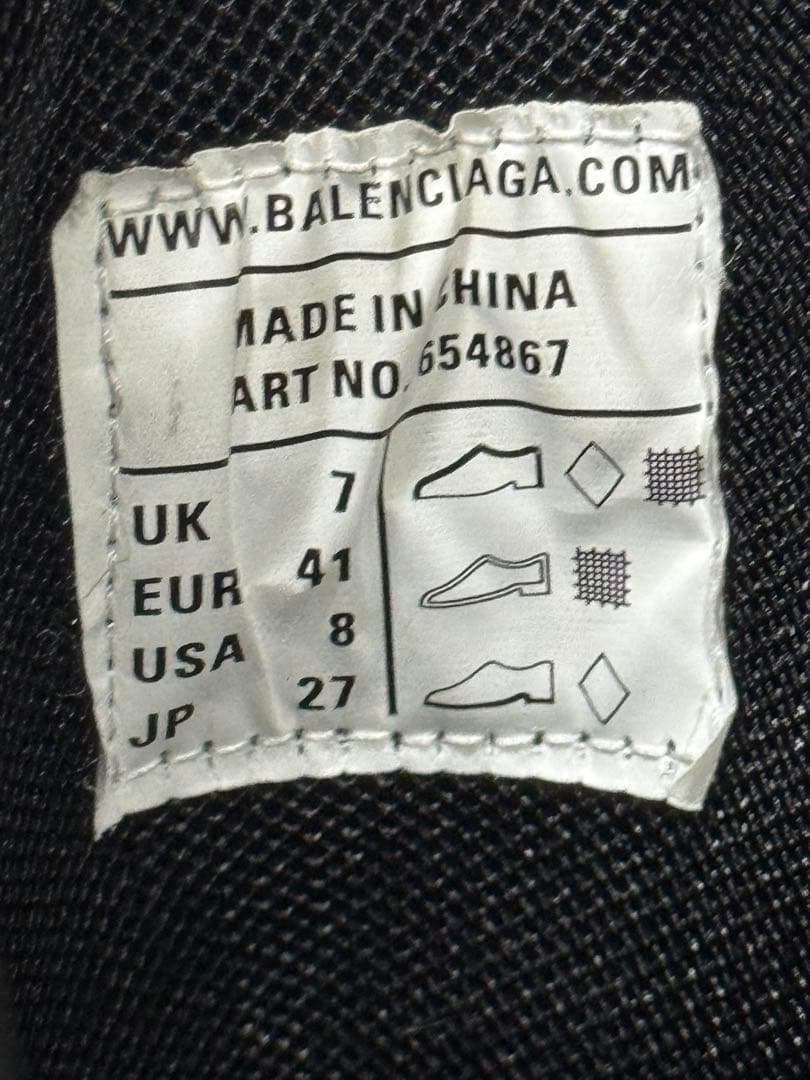 WWW.BALENCIAGA.COM
MADE IN CHINA
ART NO. 654867
UK 7
EUR 41
USA 8
JP 27